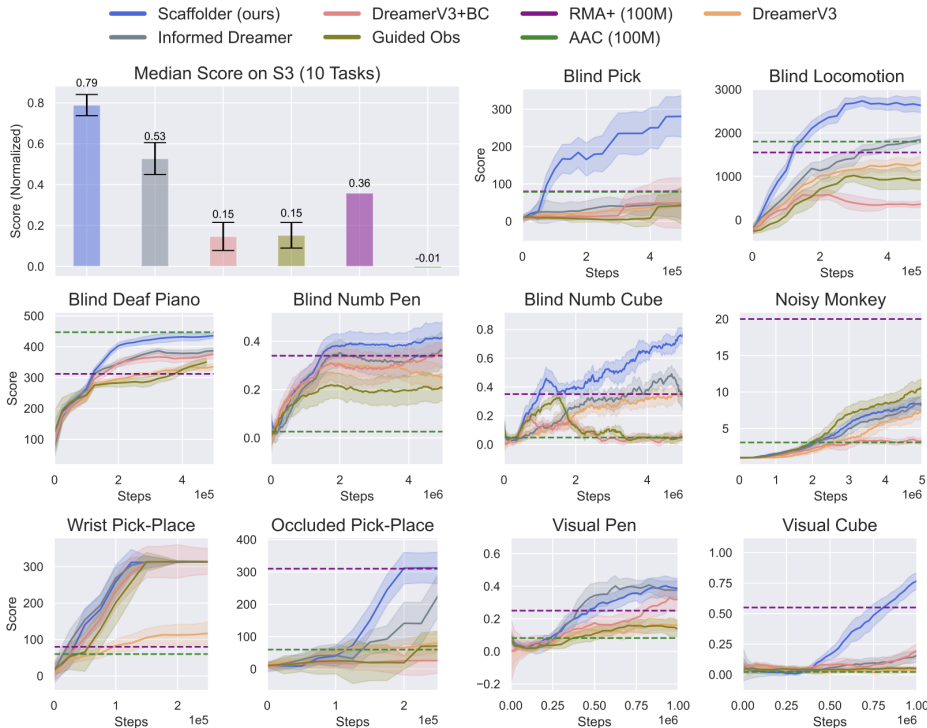 Scaffolder (ours) DreamerV3+BC RMA+ (100M) DreamerV3
Informed Dreamer Guided Obs AAC (100M)
Median Score on S3 (10 Tasks)
Score (Normalized)
0.8
0.6
0.4
0.2
0.0
0.79
0.53
0.15
0.15
0.36
-0.01
Blind Pick
Score
300
200
100
0
0 2 4
Steps 1e5
Blind Locomotion
3000
2000
1000
0
0 2 4
Steps 1e5
Blind Deaf Piano
Score
500
400
300
200
100
0 2 4
Steps 1e5
Blind Numb Pen
0.4
0.2
0.0
0 2 4
Steps 1e6
Blind Numb Cube
0.8
0.6
0.4
0.2
0.0
0 2 4
Steps 1e6
Noisy Monkey
20
15
10
5
0 1 2 3 4 5
Steps 1e6
Wrist Pick-Place
Score
300
200
100
0
0 1 2
Steps 1e5
Occluded Pick-Place
400
300
200
100
0
0 1 2
Steps 1e5
Visual Pen
0.6
0.4
0.2
0.0
−0.2
0.00 0.25 0.50 0.75 1.00
Steps 1e6
Visual Cube
1.00
0.75
0.50
0.25
0.00
0.00 0.25 0.50 0.75 1.00
Steps 1e6